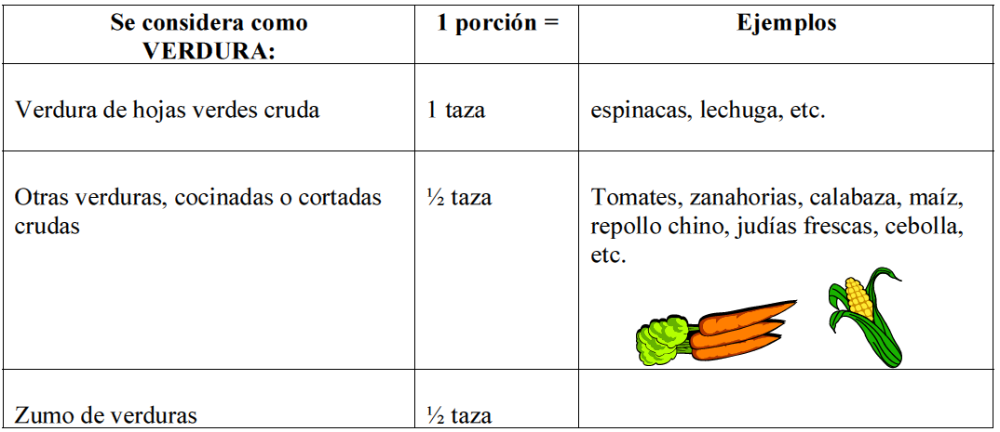 Se considera como
VERDURA:
1 porción =
Ejemplos
Verdura de hojas verdes cruda
1 taza
espinacas, lechuga, etc.
Otras verduras, cocinadas o cortadas
crudas
½ taza
Tomates, zanahorias, calabaza, maíz,
repollo chino, judías frescas, cebolla,
etc.
Zumo de verduras
½ taza